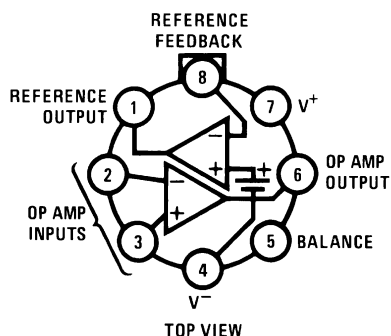 REFERENCE
FEEDBACK
8
REFERENCE
OUTPUT
1
7
V+
2
−
+
+
6
OP AMP
OUTPUT
OP AMP
INPUTS
−
+
3
5
BALANCE
4
V−
TOP VIEW